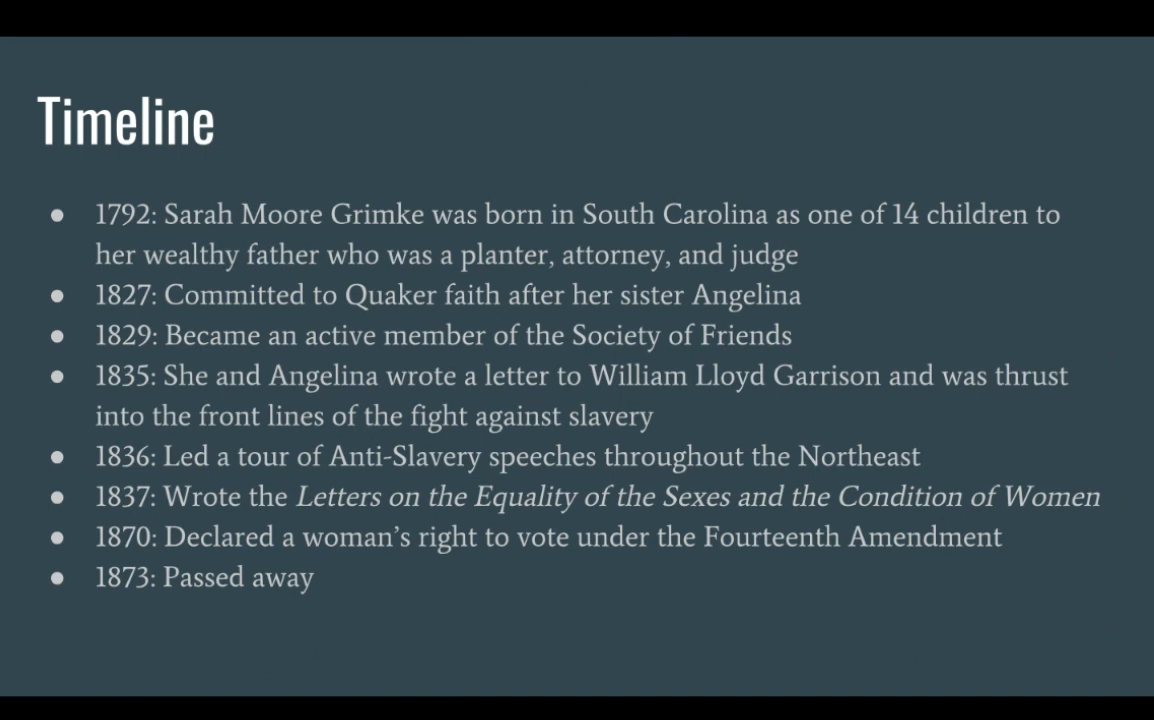 Timeline
● 1792: Sarah Moore Grimke was born in South Carolina as one of 14 children to
her wealthy father who was a planter, attorney, and judge
● 1827: Committed to Quaker faith after her sister Angelina
● 1829: Became an active member of the Society of Friends
● 1835: She and Angelina wrote a letter to William Lloyd Garrison and was thrust
into the front lines of the fight against slavery
● 1836: Led a tour of Anti-Slavery speeches throughout the Northeast
● 1837: Wrote the Letters on the Equality of the Sexes and the Condition of Women
● 1870: Declared a woman’s right to vote under the Fourteenth Amendment
● 1873: Passed away